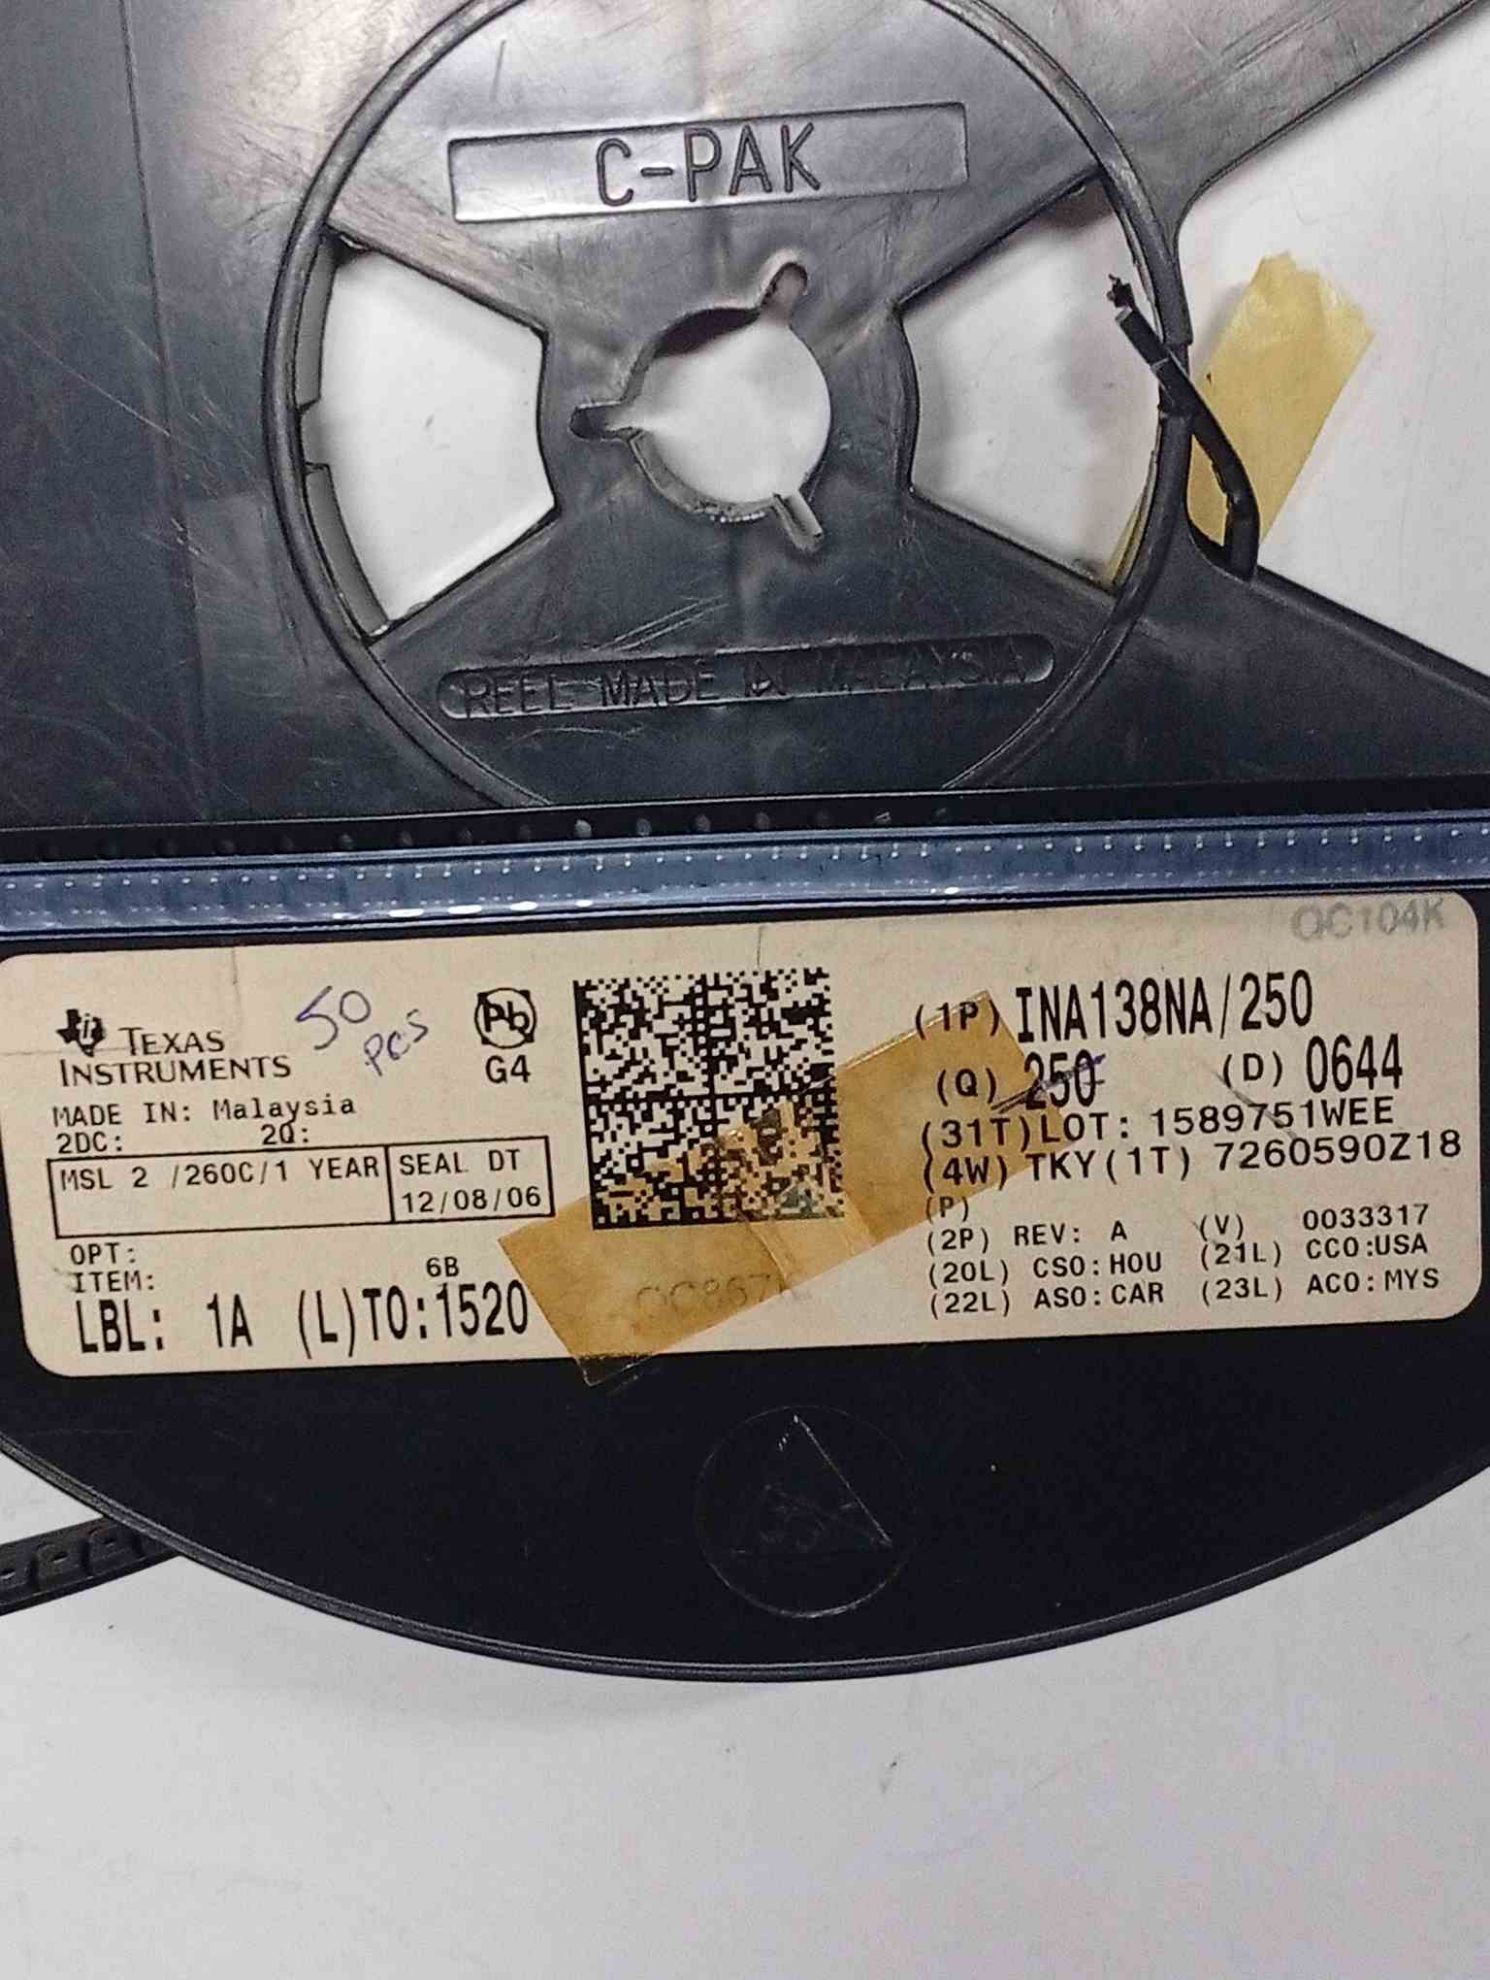 C-PAK
REEL MADE IN MALAYSIA
QC104K
TEXAS
INSTRUMENTS
50
pcs
Pb
G4
MADE IN: Malaysia
2DC: 2Q:
MSL 2 /260C/1 YEAR
SEAL DT
12/08/06
OPT:
ITEM: 6B
LBL: 1A (L)TO:1520
(1P) INA138NA/250
(Q) 250 (D) 0644
(31T)LOT: 1589751WEE
(4W) TKY(1T) 7260590Z18
(P)
(2P) REV: A (V) 0033317
(20L) CSO:HOU (21L) CCO:USA
(22L) ASO:CAR (23L) ACO:MYS